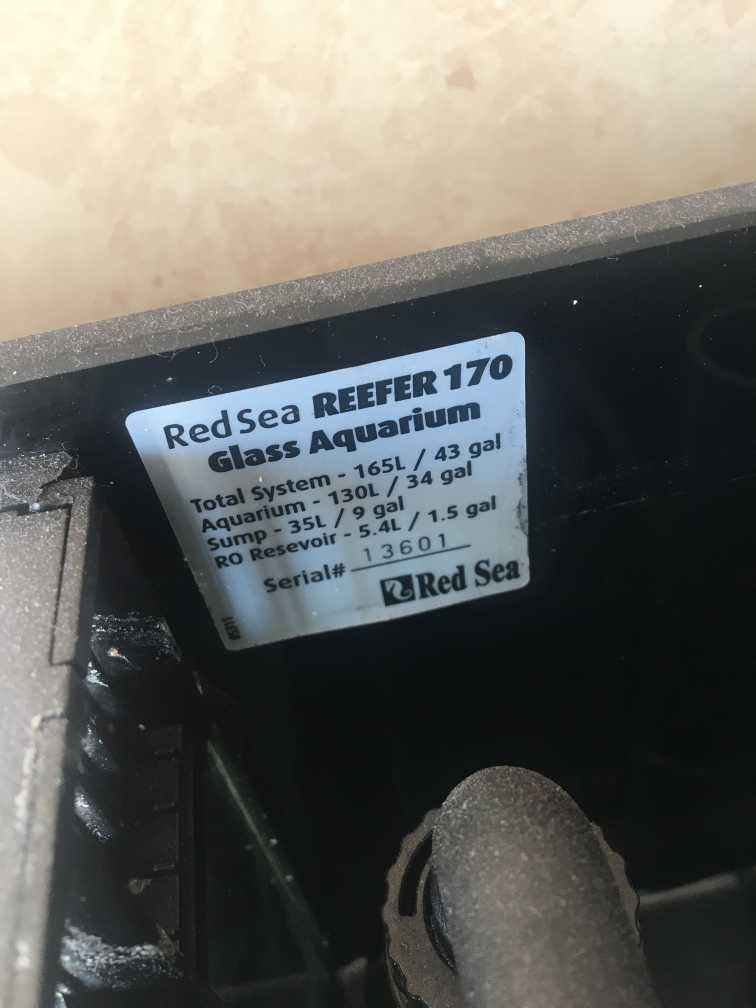 Red Sea REEFER 170
Glass Aquarium
Total System - 165L / 43 gal
Aquarium - 130L / 34 gal
Sump - 35L / 9 gal
RO Resevoir - 5.4L / 1.5 gal
Serial# 13601
Red Sea